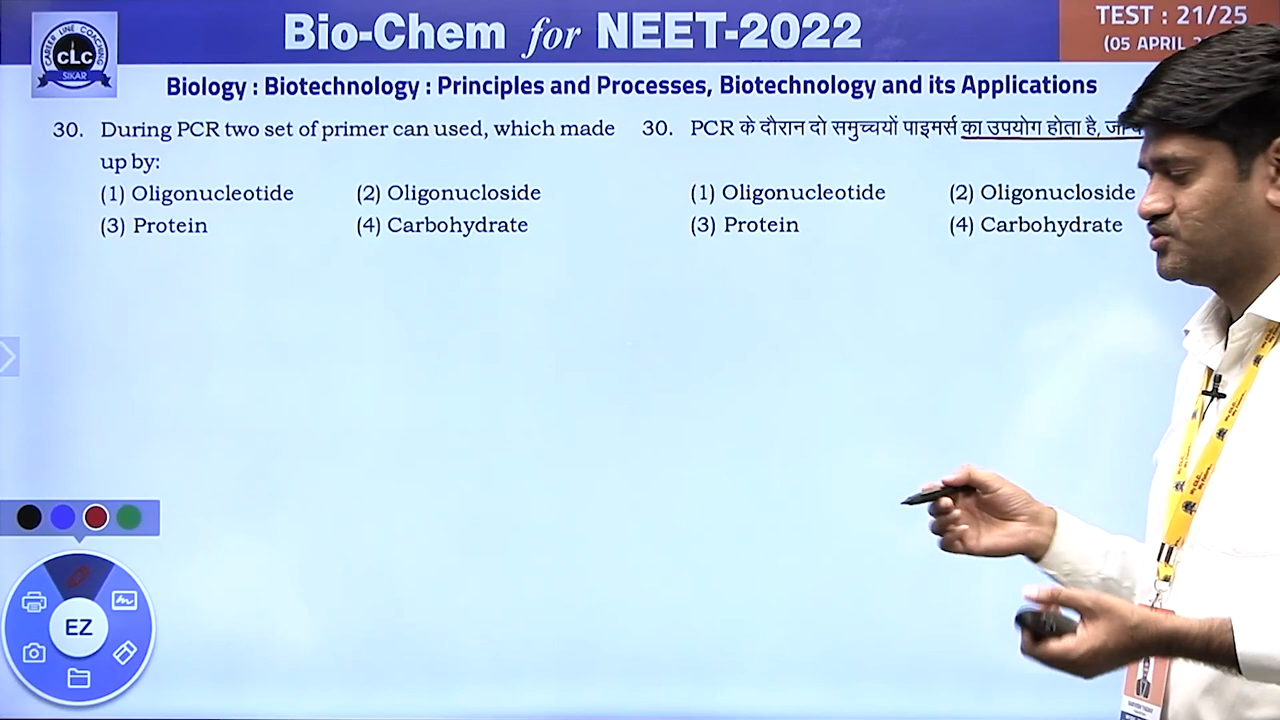 Bio-Chem for NEET-2022
TEST : 21/25
(05 APRIL
CAREER LINE COACHING
CLC
SIKAR
Biology : Biotechnology : Principles and Processes, Biotechnology and its Applications
30. During PCR two set of primer can used, which made
up by:
(1) Oligonucleotide (2) Oligonucloside
(3) Protein (4) Carbohydrate
30. PCR के दौरान दो समुच्चयों पाइमर्स का उपयोग होता है,
(1) Oligonucleotide (2) Oligonucloside
(3) Protein (4) Carbohydrate
EZ